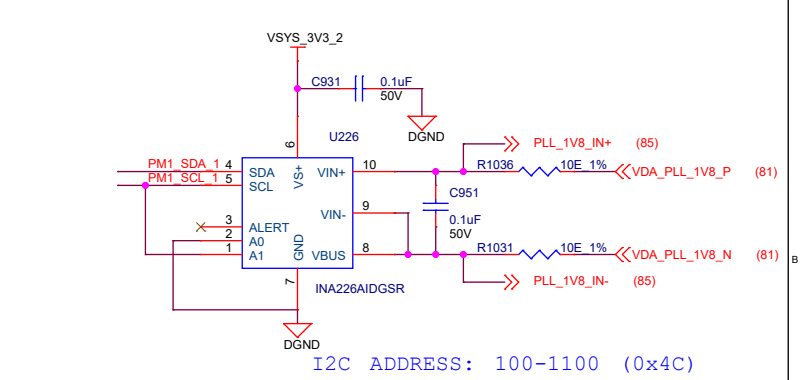 VSYS_3V3_2
C931 0.1uF
50V
DGND
U226
6
PLL_1V8_IN+ (85)
PM1_SDA_1 4 SDA VS+ VIN+ 10 R1036 10E_1% VDA_PLL_1V8_P (81)
PM1_SCL_1 5 SCL
C951
0.1uF
50V
VIN- 9
3 ALERT
2 A0 GND
1 A1 VBUS 8 R1031 10E_1% VDA_PLL_1V8_N (81)
B
7 INA226AIDGSR PLL_1V8_IN- (85)
DGND
I2C ADDRESS: 100-1100 (0x4C)